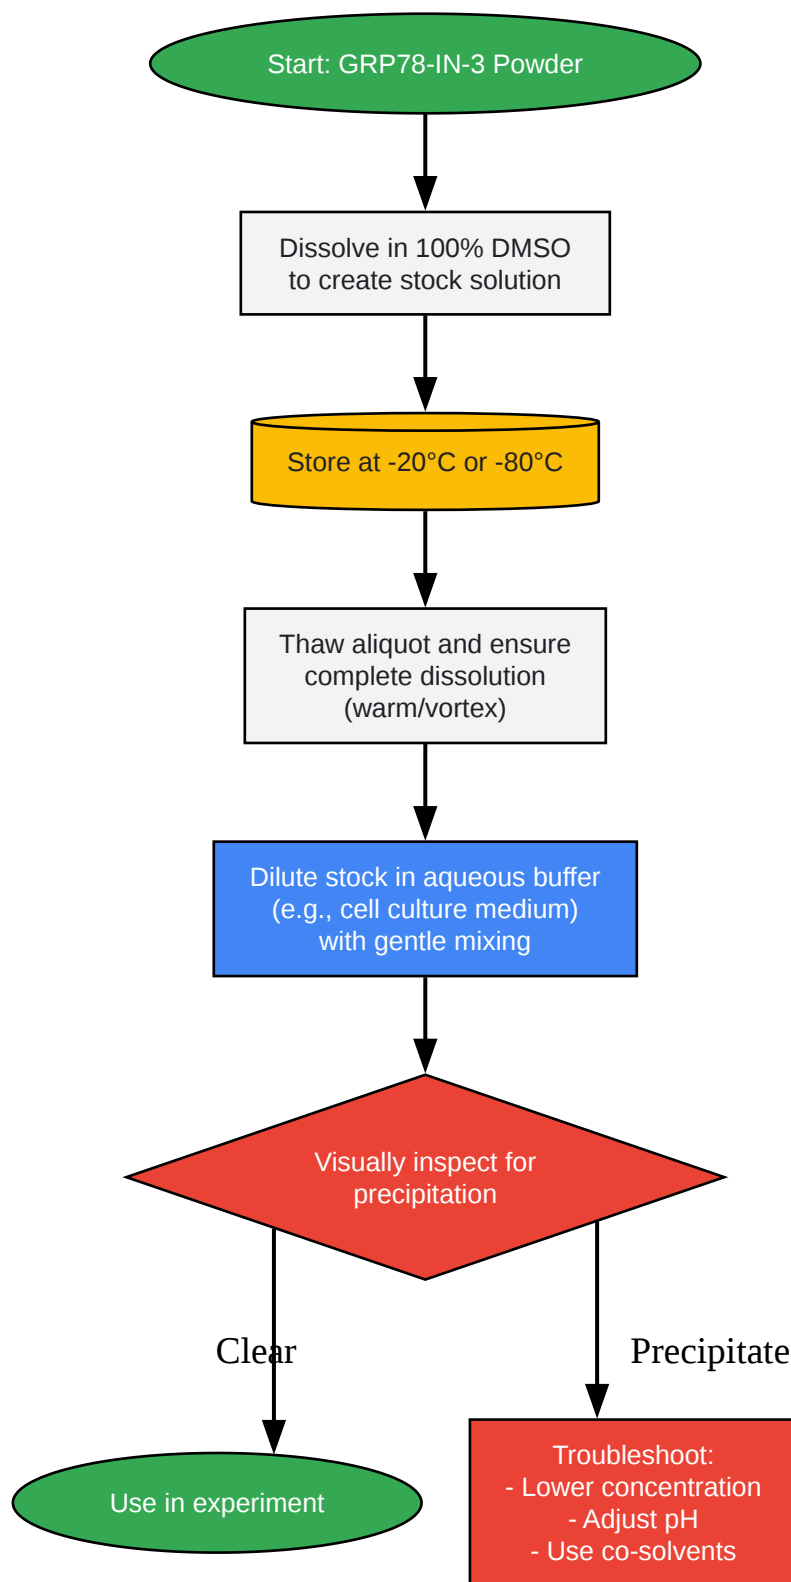 Start: GRP78-IN-3 Powder
Dissolve in 100% DMSO
to create stock solution
Store at -20°C or -80°C
Thaw aliquot and ensure
complete dissolution
(warm/vortex)
Dilute stock in aqueous buffer
(e.g., cell culture medium)
with gentle mixing
Visually inspect for
precipitation
Clear
Precipitate
Use in experiment
Troubleshoot:
- Lower concentration
- Adjust pH
- Use co-solvents